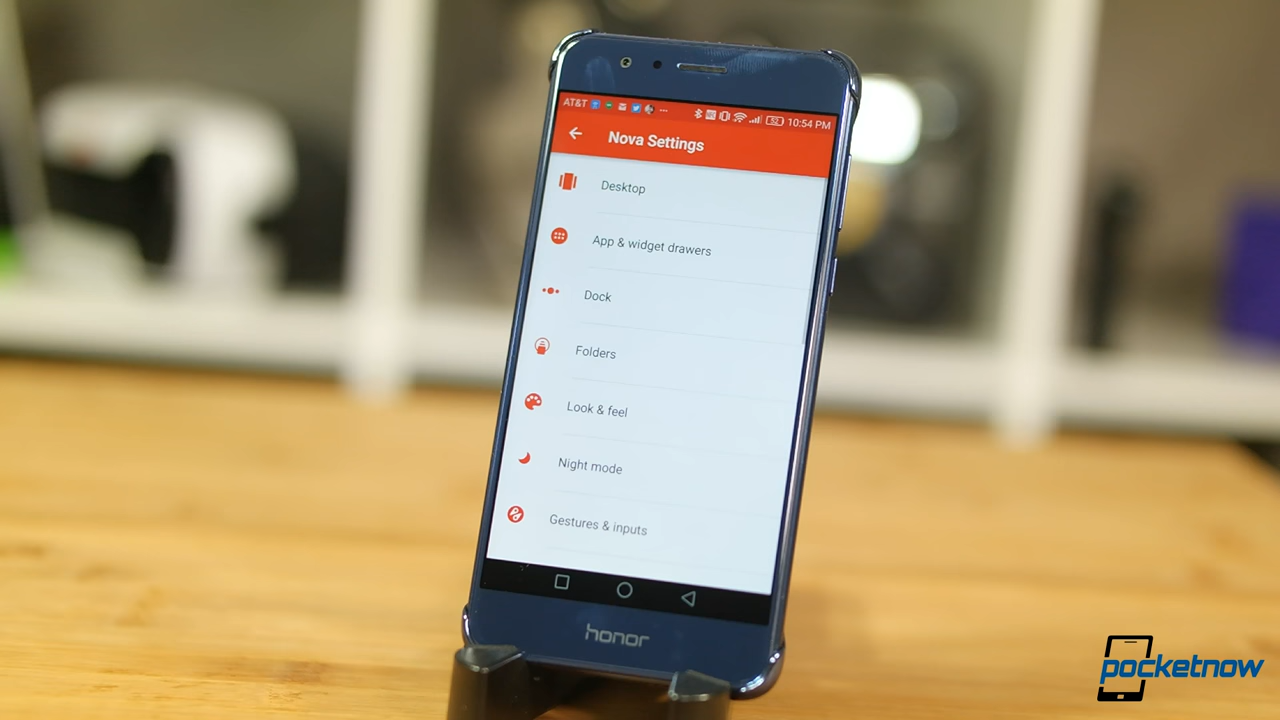 AT&T
52
10:54 PM
Nova Settings
Desktop
App & widget drawers
Dock
Folders
Look & feel
Night mode
Gestures & inputs
honor
pocketnow